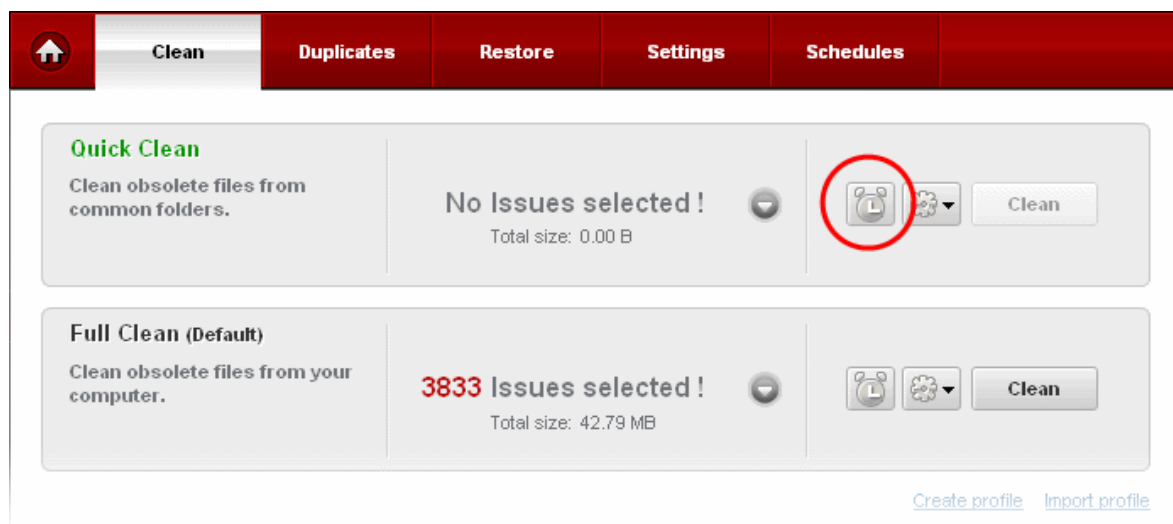 Clean Duplicates Restore Settings Schedules
Quick Clean
Clean obsolete files from
common folders.
No Issues selected !
Total size: 0.00 B
Clean
Full Clean (Default)
Clean obsolete files from your
computer.
3833 Issues selected !
Total size: 42.79 MB
Clean
Create profile Import profile